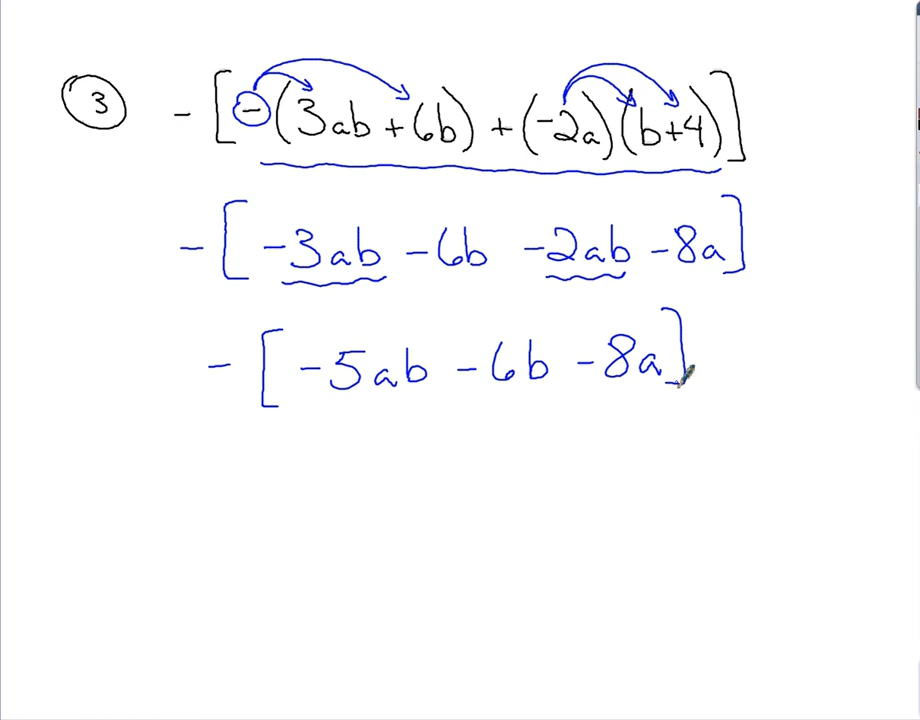 3 - [-(3ab + 6b) + (-2a)(b+4)]
- [-3ab - 6b - 2ab - 8a]
- [-5ab - 6b - 8a]